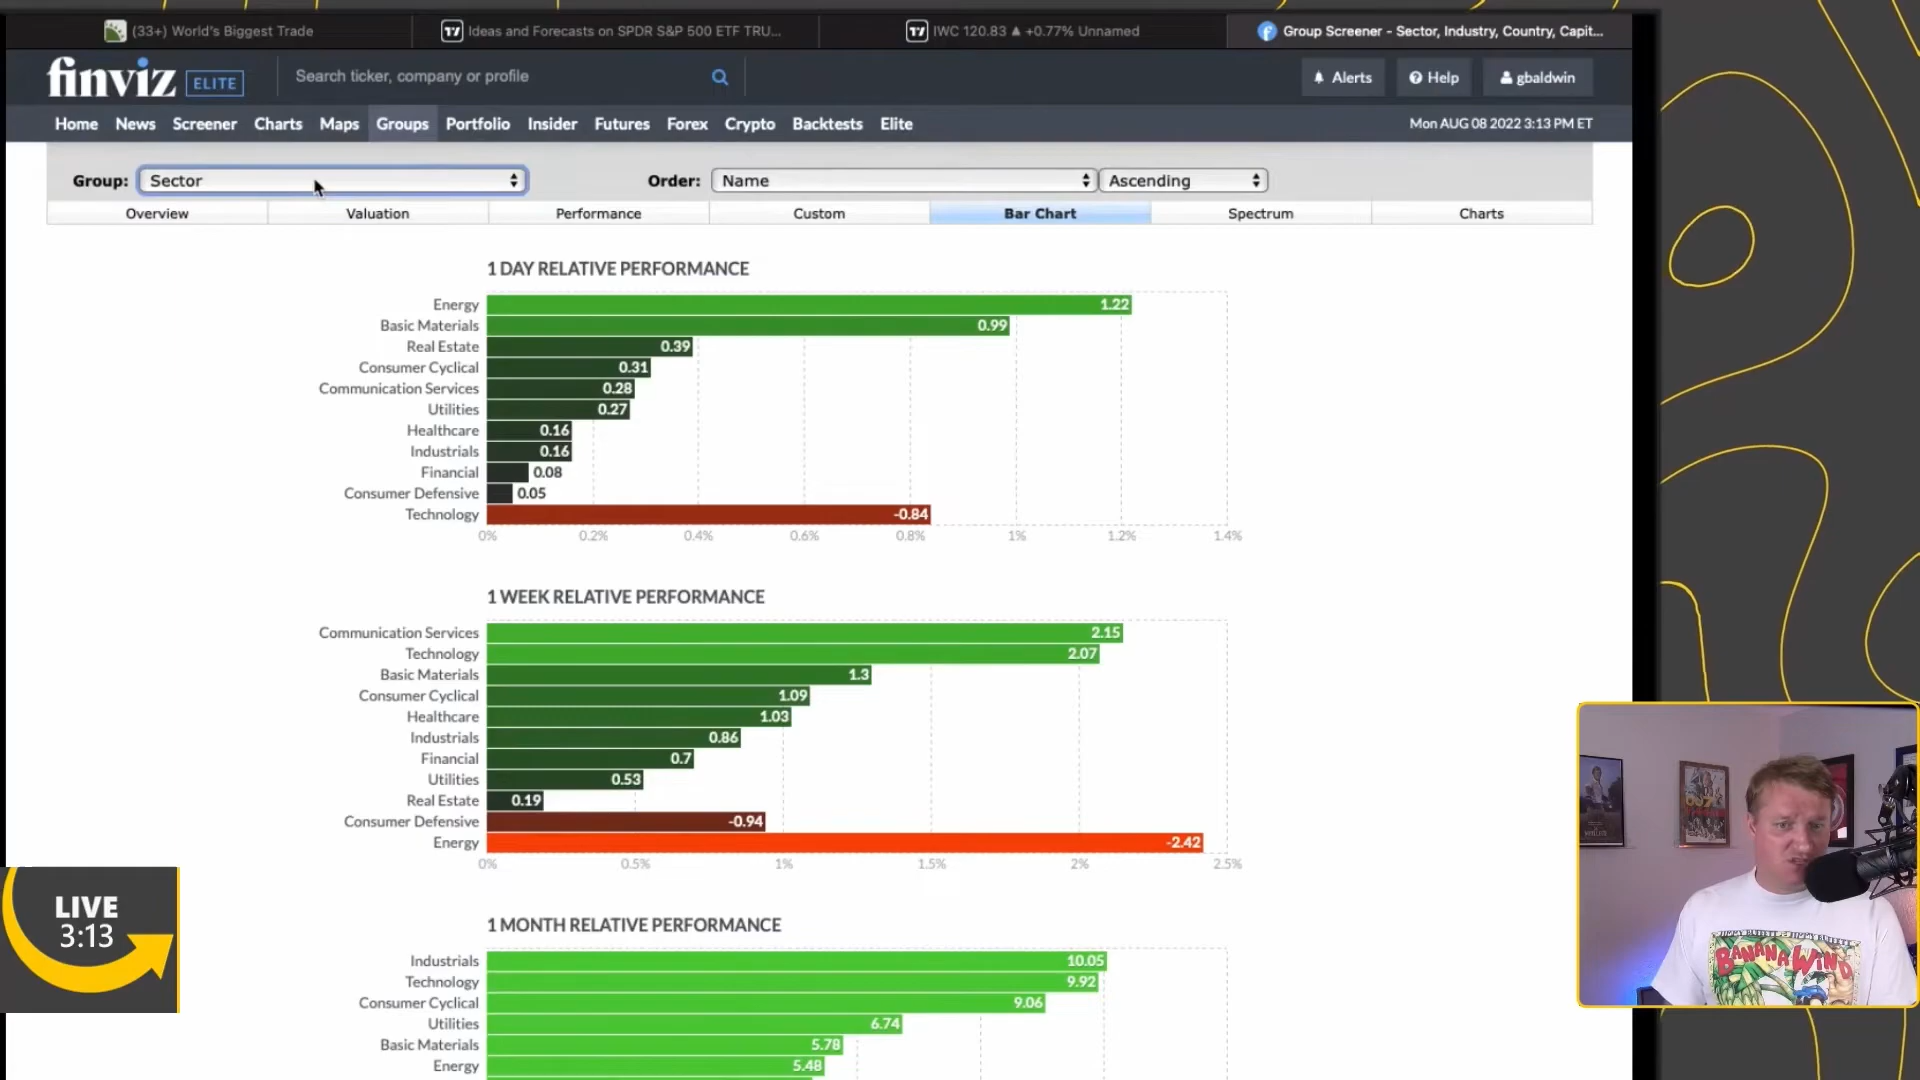 (33+) World's Biggest Trade
Ideas and Forecasts on SPDR S&P 500 ETF TRU...
IWC 120.83 ▲ +0.77% Unnamed
Group Screener - Sector, Industry, Country, Capit...
finviz ELITE
Search ticker, company or profile
Alerts
Help
gbaldwin
Home News Screener Charts Maps Groups Portfolio Insider Futures Forex Crypto Backtests Elite
Mon AUG 08 2022 3:13 PM ET
Group: Sector
Order: Name
Ascending
Overview Valuation Performance Custom Bar Chart Spectrum Charts
1 DAY RELATIVE PERFORMANCE
Energy 1.22
Basic Materials 0.99
Real Estate 0.39
Consumer Cyclical 0.31
Communication Services 0.28
Utilities 0.27
Healthcare 0.16
Industrials 0.16
Financial 0.08
Consumer Defensive 0.05
Technology -0.84
0% 0.2% 0.4% 0.6% 0.8% 1% 1.2% 1.4%
1 WEEK RELATIVE PERFORMANCE
Communication Services 2.15
Technology 2.07
Basic Materials 1.3
Consumer Cyclical 1.09
Healthcare 1.03
Industrials 0.86
Financial 0.7
Utilities 0.53
Real Estate 0.19
Consumer Defensive -0.94
Energy -2.42
0% 0.5% 1% 1.5% 2% 2.5%
1 MONTH RELATIVE PERFORMANCE
Industrials 10.05
Technology 9.92
Consumer Cyclical 9.06
Utilities 6.74
Basic Materials 5.78
Energy 5.48
LIVE
3:13
BANANA WIND